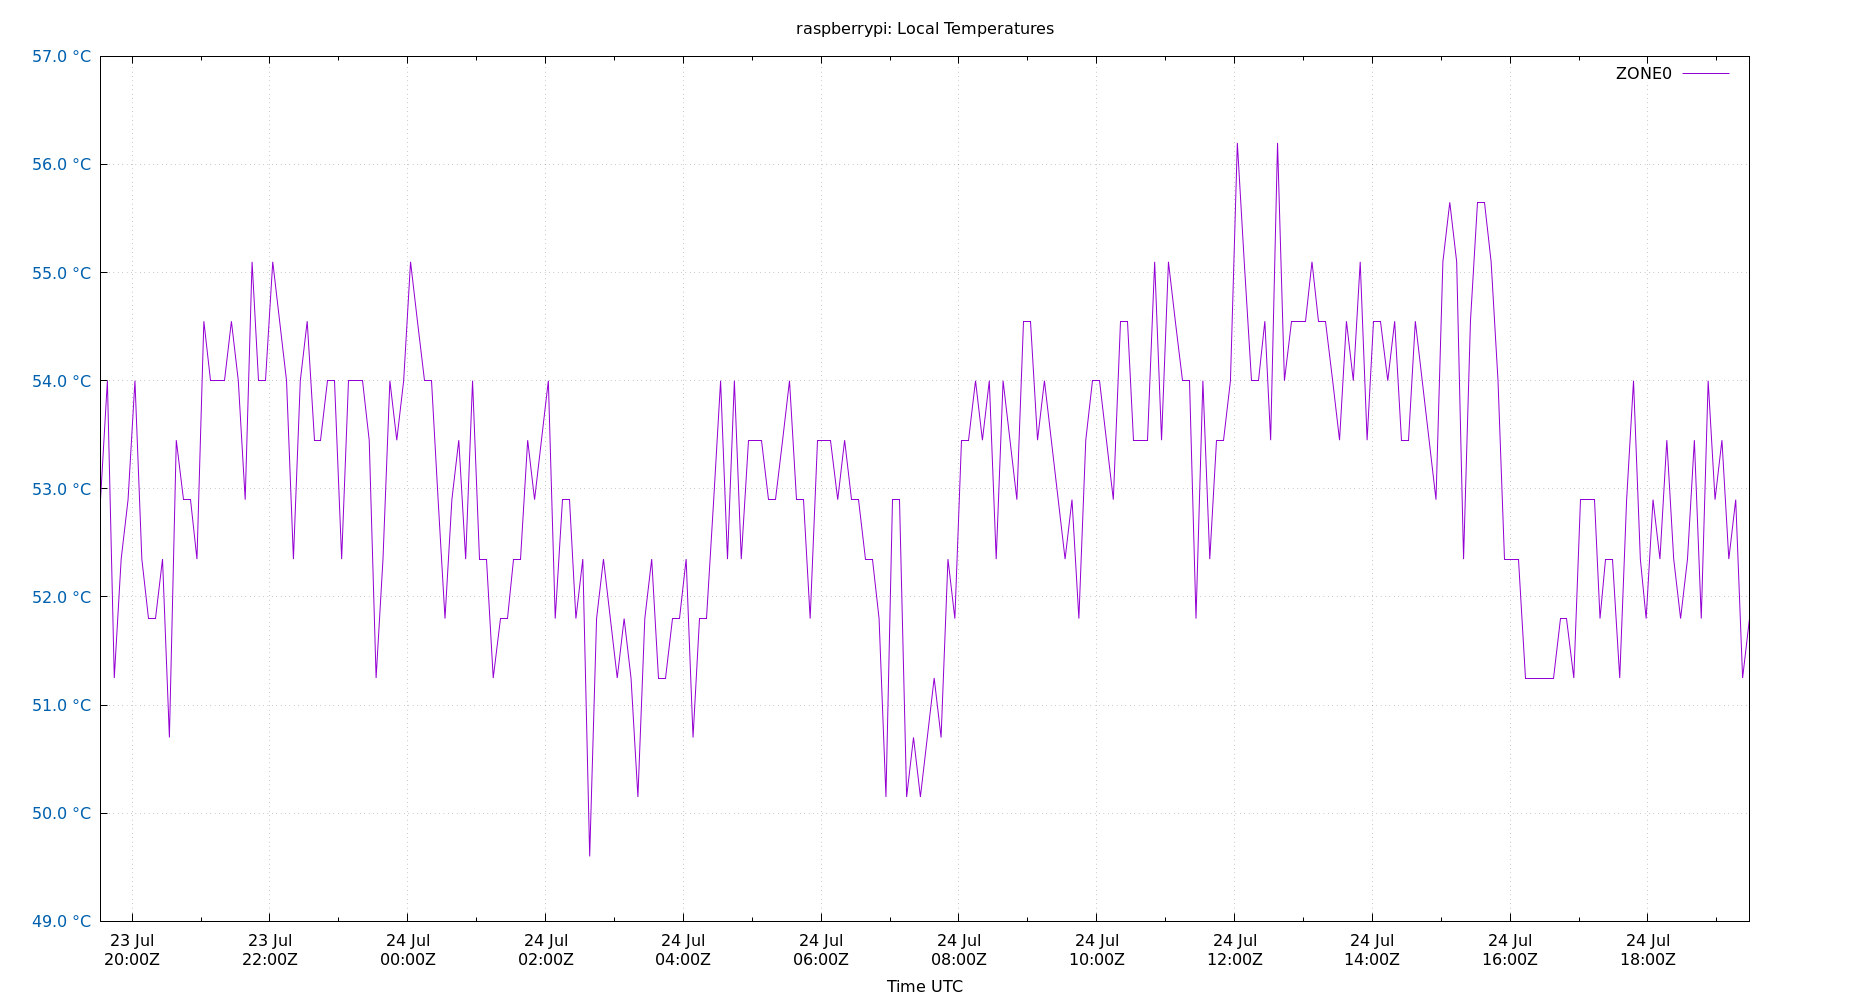 raspberrypi: Local Temperatures
57.0 °C
ZONE0
56.0 °C
55.0 °C
54.0 °C
53.0 °C
52.0 °C
51.0 °C
50.0 °C
49.0 °C
23 Jul 23 Jul 24 Jul 24 Jul 24 Jul 24 Jul 24 Jul 24 Jul 24 Jul 24 Jul 24 Jul 24 Jul
20:00Z 22:00Z 00:00Z 02:00Z 04:00Z 06:00Z 08:00Z 10:00Z 12:00Z 14:00Z 16:00Z 18:00Z
Time UTC